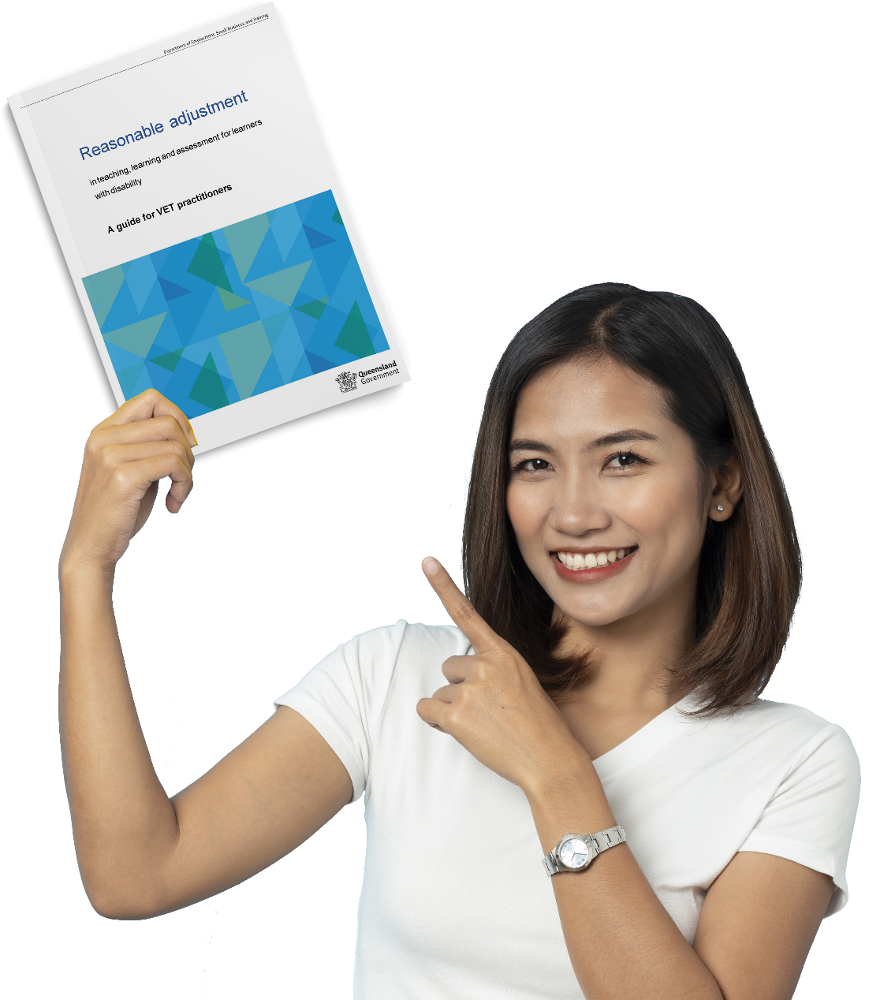 Department of Employment, Small Business and Training
Reasonable adjustment
in teaching, learning and assessment for learners
with disability
A guide for VET practitioners
Queensland
Government